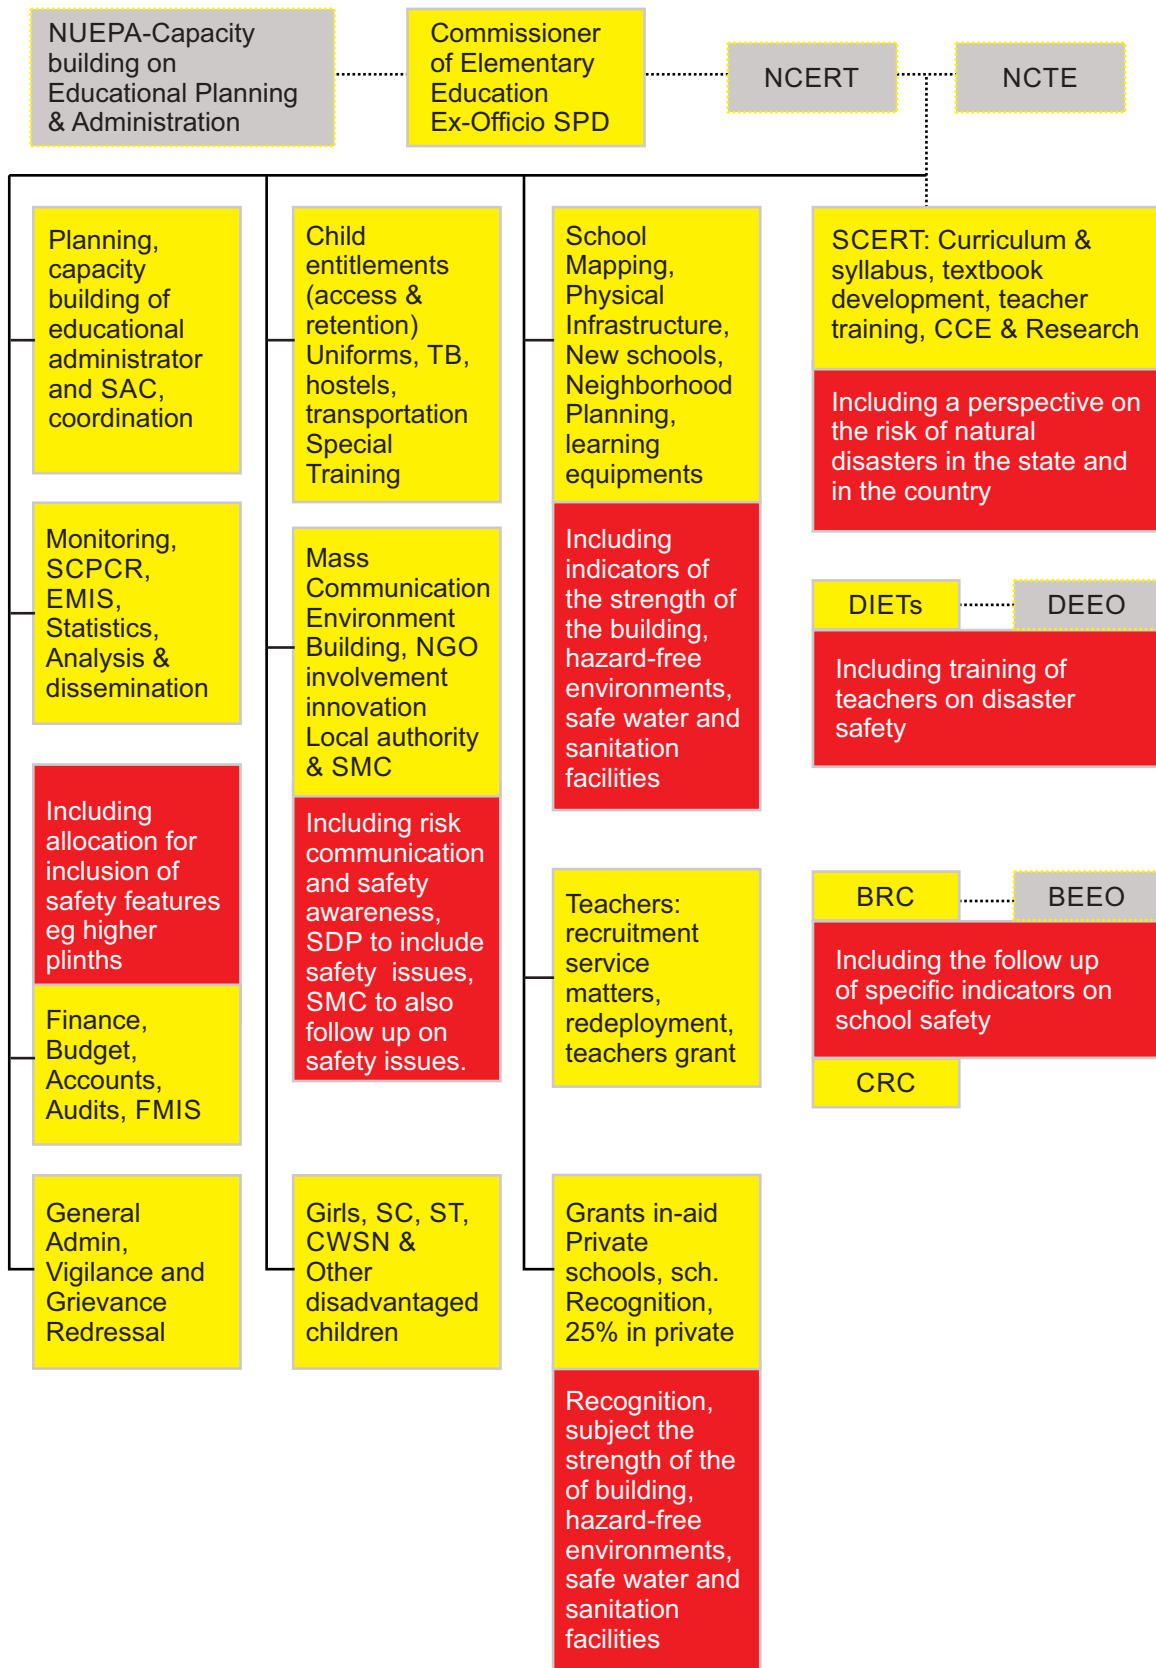 NUEPA-Capacity
building on
Educational Planning
& Administration
Commissioner
of Elementary
Education
Ex-Officio SPD
NCERT
NCTE
Planning,
capacity
building of
educational
administrator
and SAC,
coordination
Monitoring,
SCPCR,
EMIS,
Statistics,
Analysis &
dissemination
Including
allocation for
inclusion of
safety features
eg higher
plinths
Finance,
Budget,
Accounts,
Audits, FMIS
General
Admin,
Vigilance and
Grievance
Redressal
Child
entitlements
(access &
retention)
Uniforms, TB,
hostels,
transportation
Special
Training
Mass
Communication
Environment
Building, NGO
involvement
innovation
Local authority
& SMC
Including risk
communication
and safety
awareness,
SDP to include
safety issues,
SMC to also
follow up on
safety issues.
Girls, SC, ST,
CWSN &
Other
disadvantaged
children
School
Mapping,
Physical
Infrastructure,
New schools,
Neighborhood
Planning,
learning
equipments
Including
indicators of
the strength of
the building,
hazard-free
environments,
safe water and
sanitation
facilities
Teachers:
recruitment
service
matters,
redeployment,
teachers grant
Grants in-aid
Private
schools, sch.
Recognition,
25% in private
Recognition,
subject the
strength of the
of building,
hazard-free
environments,
safe water and
sanitation
facilities
SCERT: Curriculum &
syllabus, textbook
development, teacher
training, CCE & Research
Including a perspective on
the risk of natural
disasters in the state and
in the country
DIETs
DEEO
Including training of
teachers on disaster
safety
BRC
BEEO
Including the follow up
of specific indicators on
school safety
CRC